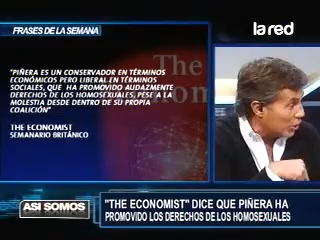 FRASES DE LA SEMANA
la red
"PIÑERA ES UN CONSERVADOR EN TÉRMINOS
ECONÓMICOS PERO LIBERAL EN TÉRMINOS
SOCIALES, QUE HA PROMOVIDO AUDAZMENTE
DERECHOS DE LOS HOMOSEXUALES, PESE A LA
MOLESTIA DESDE DENTRO DE SU PROPIA
COALICIÓN"
THE ECONOMIST
SEMANARIO BRITÁNICO
The
Econom
ASI SOMOS
"THE ECONOMIST" DICE QUE PIÑERA HA
PROMOVIDO LOS DERECHOS DE LOS HOMOSEXUALES